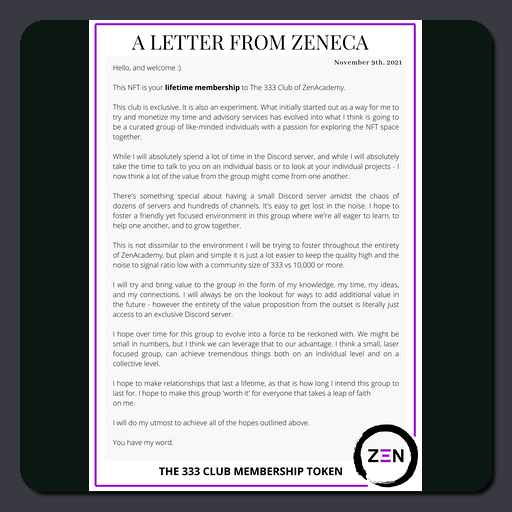 A LETTER FROM ZENECA
November 9th, 2021
Hello, and welcome :)
This NFT is your lifetime membership to The 333 Club of ZenAcademy.
This club is exclusive. It is also an experiment. What initially started out as a way for me to
try and monetize my time and advisory services has evolved into what I think is going to
be a curated group of like-minded individuals with a passion for exploring the NFT space
together.
While I will absolutely spend a lot of time in the Discord server, and while I will absolutely
take the time to talk to you on an individual basis or to look at your individual projects - I
now think a lot of the value from the group might come from one another.
There's something special about having a small Discord server amidst the chaos of
dozens of servers and hundreds of channels. It's easy to get lost in the noise. I hope to
foster a friendly yet focused environment in this group where we're all eager to learn, to
help one another, and to grow together.
This is not dissimilar to the environment I will be trying to foster throughout the entirety
of ZenAcademy, but plain and simple it is just a lot easier to keep the quality high and the
noise to signal ratio low with a community size of 333 vs 10,000 or more.
I will try and bring value to the group in the form of my knowledge, my time, my ideas,
and my connections. I will always be on the lookout for ways to add additional value in
the future - however the entirety of the value proposition from the outset is literally just
access to an exclusive Discord server.
I hope over time for this group to evolve into a force to be reckoned with. We might be
small in numbers, but I think we can leverage that to our advantage. I think a small, laser
focused group, can achieve tremendous things both on an individual level and on a
collective level.
I hope to make relationships that last a lifetime, as that is how long I intend this group to
last for. I hope to make this group 'worth it' for everyone that takes a leap of faith
on me.
I will do my utmost to achieve all of the hopes outlined above.
You have my word.
THE 333 CLUB MEMBERSHIP TOKEN
ZEN